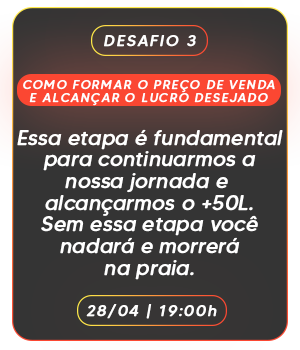 DESAFIO 3
COMO FORMAR O PREÇO DE VENDA
E ALCANÇAR O LUCRO DESEJADO
Essa etapa é fundamental
para continuarmos a
nossa jornada e
alcançarmos o +50L.
Sem essa etapa você
nadará e morrerá
na praia.
28/04 | 19:00h